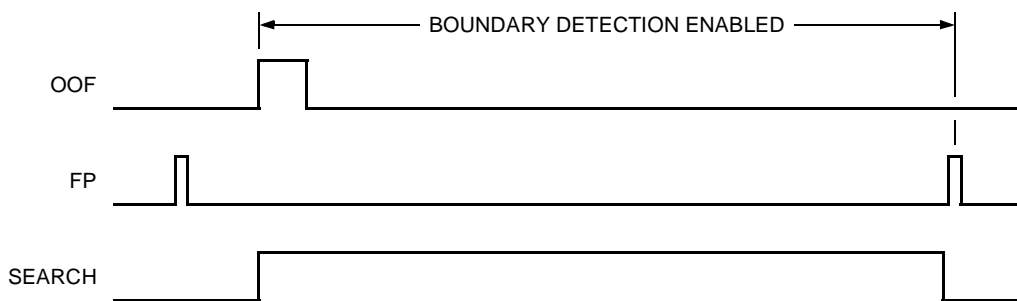 BOUNDARY DETECTION ENABLED
OOF
FP
SEARCH